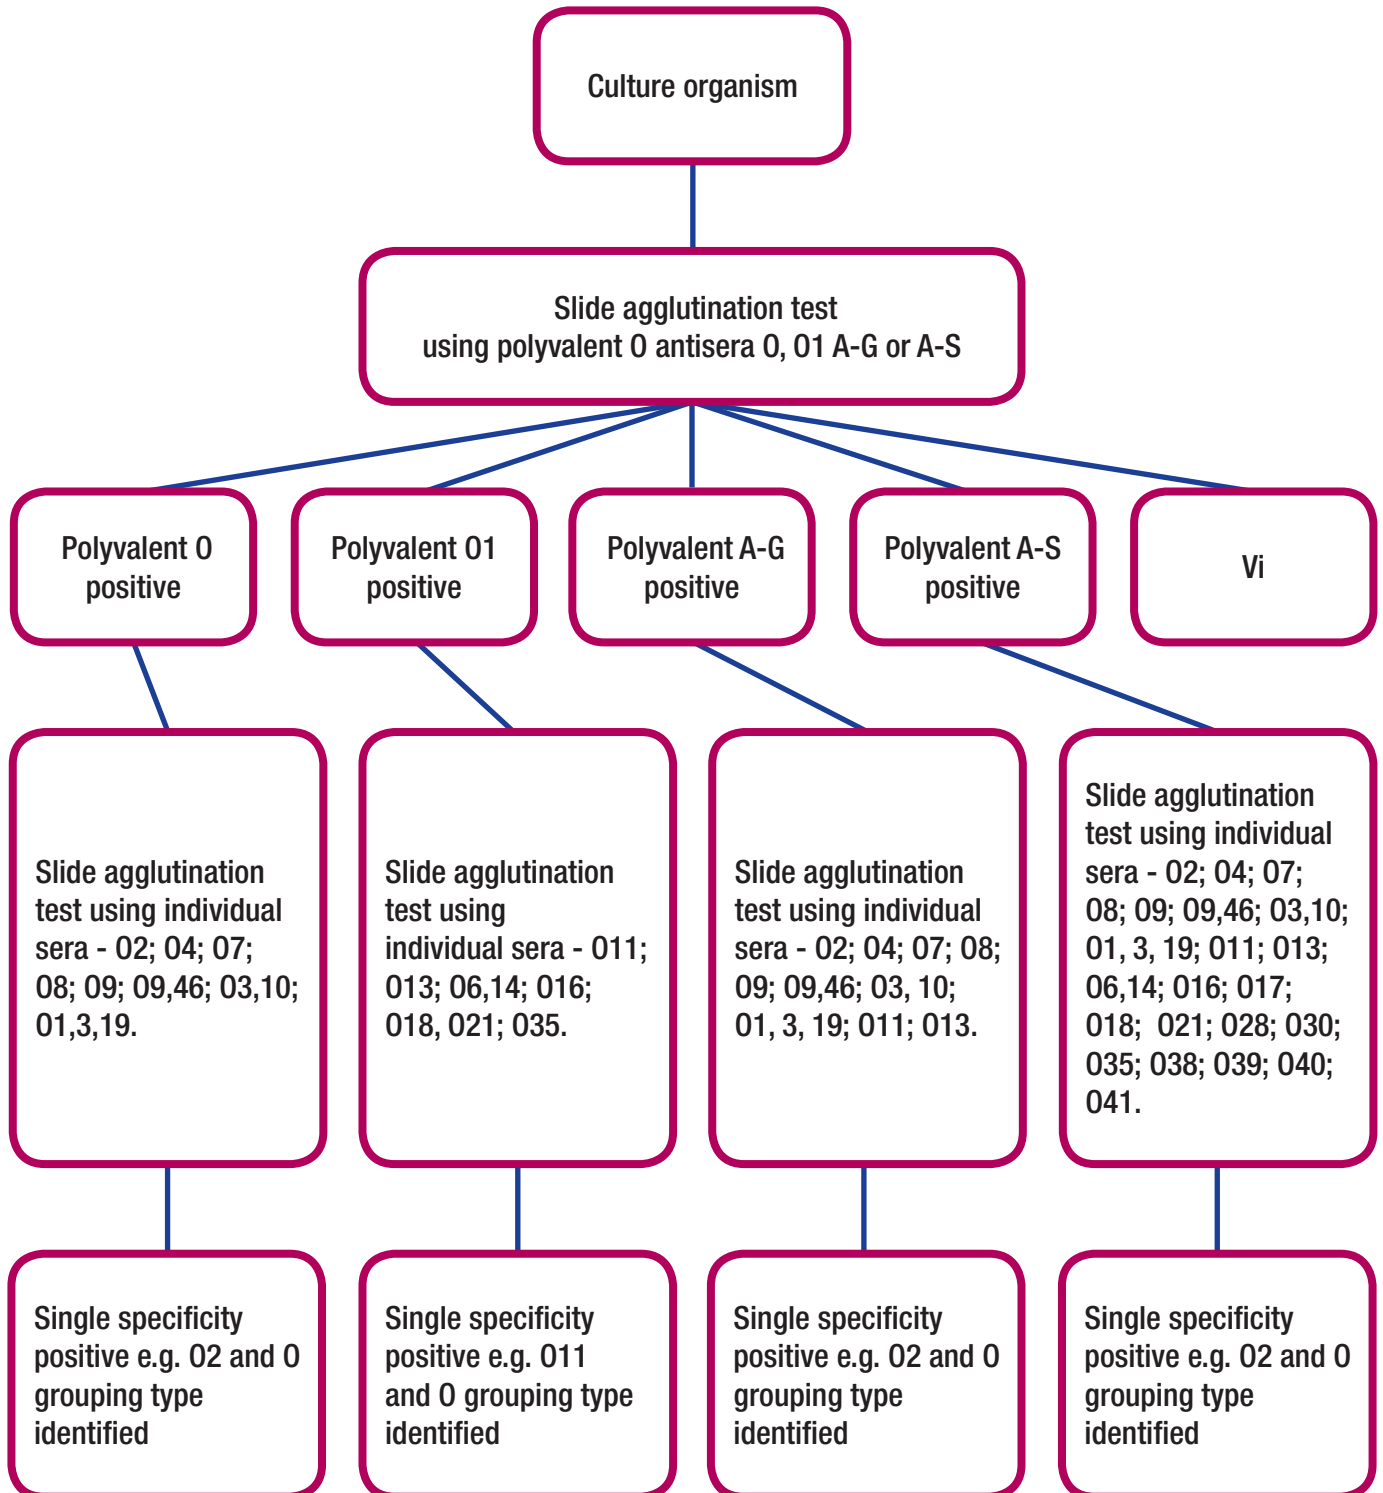 Culture organism
Slide agglutination test
using polyvalent O antisera O, O1 A-G or A-S
Polyvalent O
positive
Polyvalent O1
positive
Polyvalent A-G
positive
Polyvalent A-S
positive
Vi
Slide agglutination
test using individual
sera - O2; O4; O7;
O8; O9; O9,46; O3,10;
O1,3,19.
Slide agglutination
test using
individual sera - O11;
O13; O6,14; O16;
O18, O21; O35.
Slide agglutination
test using individual
sera - O2; O4; O7; O8;
O9; O9,46; O3, 10;
O1, 3, 19; O11; O13.
Slide agglutination
test using individual
sera - O2; O4; O7;
O8; O9; O9,46; O3,10;
O1, 3, 19; O11; O13;
O6,14; O16; O17;
O18;  O21; O28; O30;
O35; O38; O39; O40;
O41.
Single specificity
positive e.g. O2 and O
grouping type
identified
Single specificity
positive e.g. O11
and O grouping type
identified
Single specificity
positive e.g. O2 and O
grouping type
identified
Single specificity
positive e.g. O2 and O
grouping type
identified